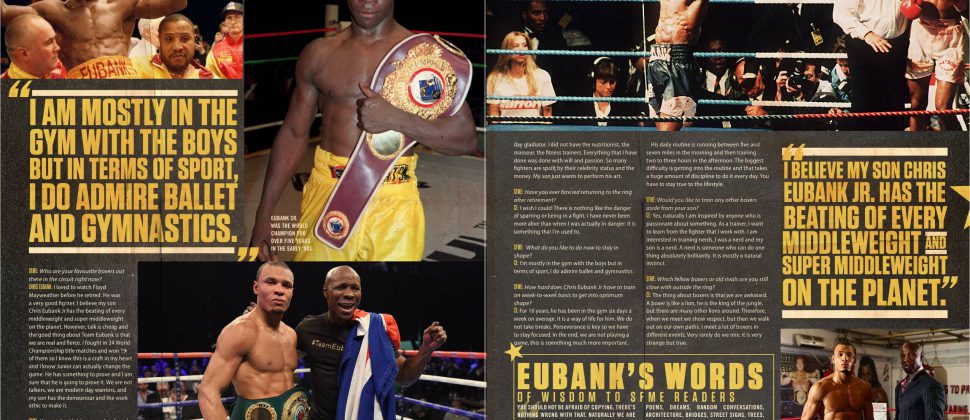 EUBANK
"I AM MOSTLY IN THE
GYM WITH THE BOYS
BUT IN TERMS OF SPORT,
I DO ADMIRE BALLET
AND GYMNASTICS."
EUBANK SR.
WAS THE WORLD
CHAMPION FOR
OVER FIVE YEARS
IN THE EARLY '90S.
SFME: Who are your favourite boxers out
there in the circuit right now?
CHRIS EUBANK: I loved to watch Floyd
Mayweather before he retired. He was
a very good fighter. I believe my son
Chris Eubank Jr has the beating of every
middleweight and super middleweight
on the planet. However, talk is cheap and
the good thing about Team Eubank is that
we are real and fierce. I fought in 24 World
Championship title matches and won
of them so I know this is a craft in my heart
and I know Junior can actually change the
game. He has something to prove and I am
sure that he is going to prove it. We are not
talkers, we are modern day warriors, and
my son has the demeanour and the work
ethic to make it.
#TeamEub
mirror
day gladiator. I did not have the nutritionist, the
masseur, the fitness trainers. Everything that I have
done was done with will and passion. So many
fighters are spoilt by their celebrity status and the
money. My son just wants to perform his art.
SFME: Have you ever fancied returning to the ring
after retirement?
CE: I wish I could! There is nothing like the danger
of sparring or being in a fight. I have never been
more alive than when I was actually in danger. It is
something that I'm used to.
SFME: What do you like to do now to stay in
shape?
CE: I'm mostly in the gym with the boys but in
terms of sport, I do admire ballet and gymnastics.
SFME: How hard does Chris Eubank Jr have to train
on week-to-week basis to get into optimum
shape?
CE: For 10 years, he has been in the gym six days a
week on average. It is a way of life for him. We do
not take break. Perseverance is key so we have
to stay focused. In the end, we are not playing a
game, this is something much more important.
His daily routine is running between five and
seven miles in the morning and then training
two to three hours in the afternoon. The biggest
difficulty is getting into the routine and that takes
a huge amount of discipline to do it every day. You
have to stay true to the lifestyle.
SFME: Would you like to train any other boxers
aside from your son?
CE: Yes, naturally I am inspired by anyone who is
passionate about something. As a trainer, I want
to learn from the fighter that I work with. I am
interested in training nerds. I was a nerd and my
son is a nerd. A nerd is someone who can do one
thing absolutely brilliantly. It is mostly a natural
instinct.
SFME: Which fellow boxers or old rivals are you still
close with outside the ring?
CE: The thing about boxers is that we are awkward.
A boxer is like a lion, he is the king of the jungle,
but there are many other lions around. Therefore,
when we meet we show respect, but then we walk
out on our own paths. I meet a lot of boxers in
different events. Very rarely do we mix, it is very
strange but true.
"I BELIEVE MY SON CHRIS
EUBANK JR. HAS THE
BEATING OF EVERY
MIDDLEWEIGHT AND
SUPER MIDDLEWEIGHT
ON THE PLANET."
EUBANK'S WORDS
OF WISDOM TO SFME READERS
YOU SHOULD NOT BE AFRAID OF COPYING, THERE'S
NOTHING WRONG WITH THAT. NATURALLY WE ARE
POEMS, DREAMS, RANDOM CONVERSATIONS,
ARCHITECTURE, BRIDGES, STREET SIGNS, TREES,